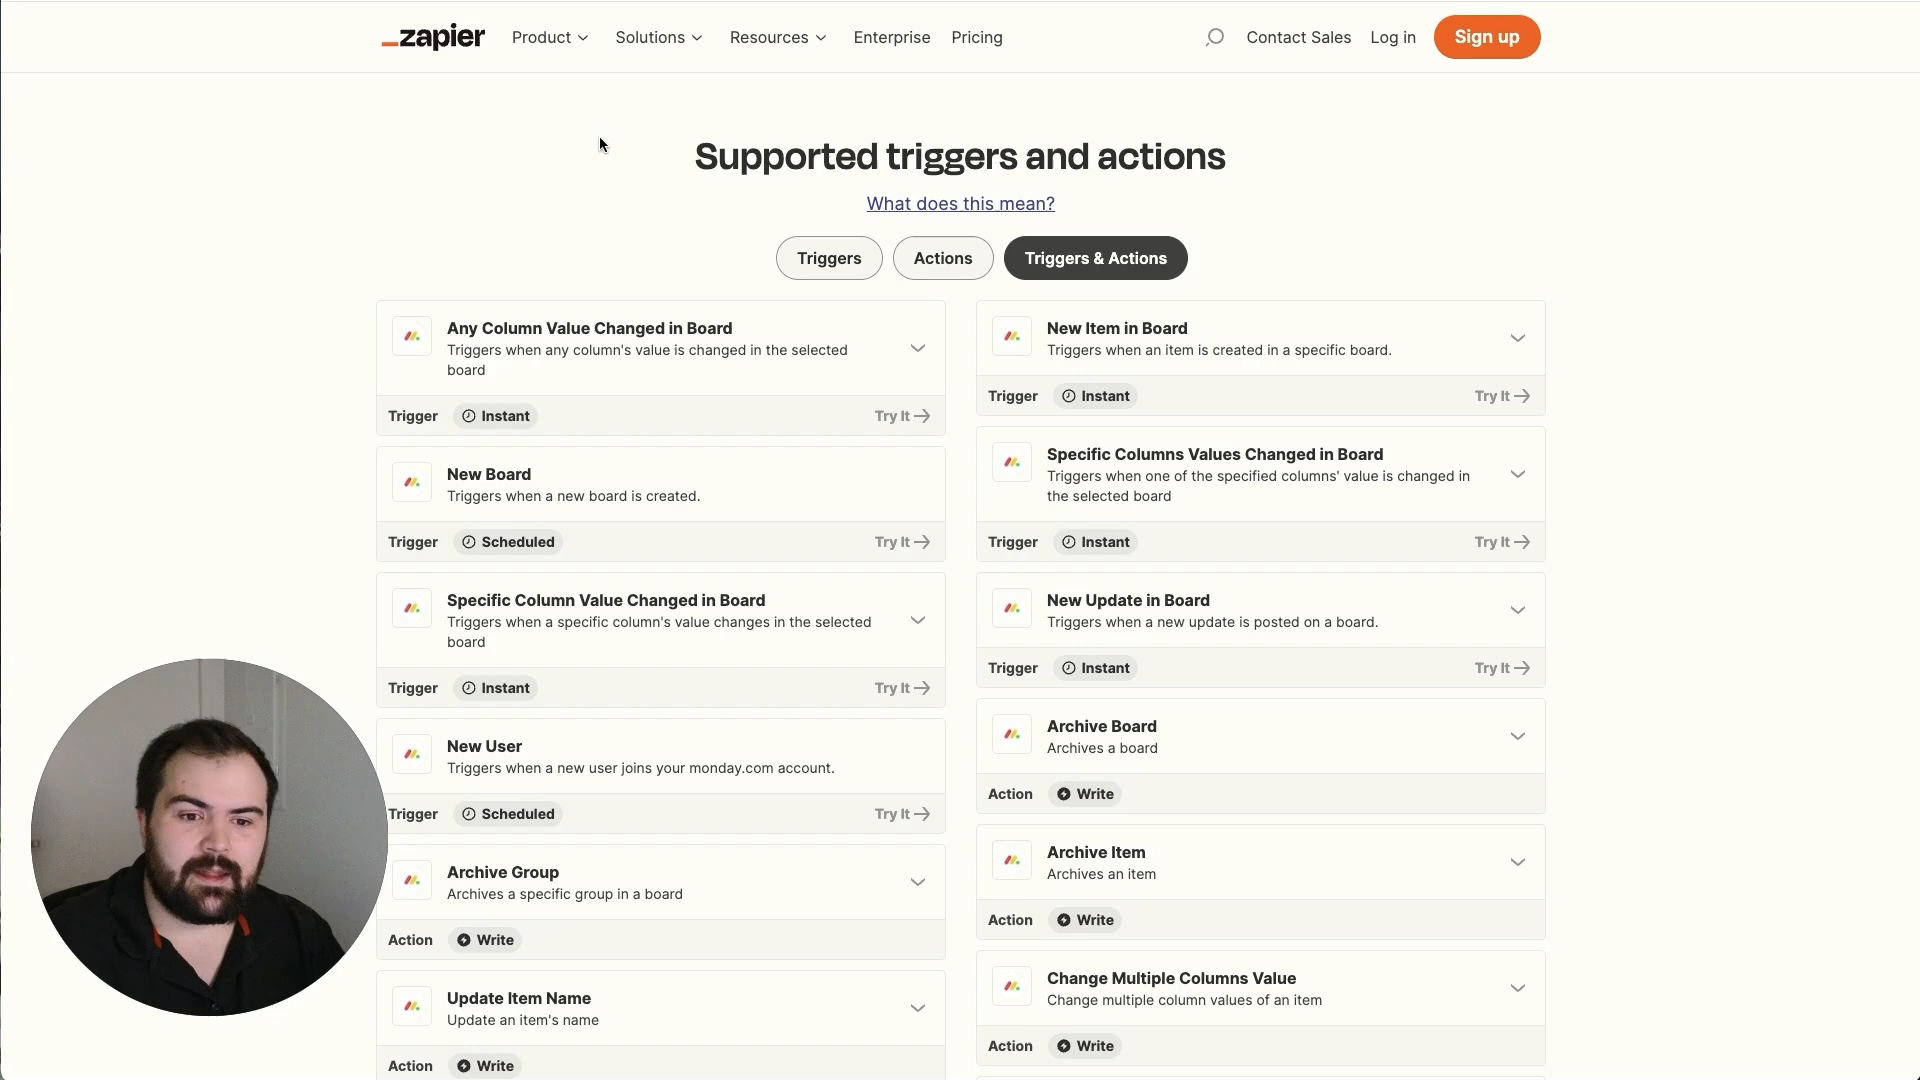 zapier
Product
Solutions
Resources
Enterprise
Pricing
Contact Sales
Log in
Sign up
Supported triggers and actions
What does this mean?
Triggers
Actions
Triggers & Actions
Any Column Value Changed in Board
Triggers when any column's value is changed in the selected
board
Trigger
Instant
Try It
New Board
Triggers when a new board is created.
Trigger
Scheduled
Try It
Specific Column Value Changed in Board
Triggers when a specific column's value changes in the selected
board
Trigger
Instant
Try It
New User
Triggers when a new user joins your monday.com account.
Trigger
Scheduled
Try It
Archive Group
Archives a specific group in a board
Action
Write
Update Item Name
Update an item's name
Action
Write
New Item in Board
Triggers when an item is created in a specific board.
Trigger
Instant
Try It
Specific Columns Values Changed in Board
Triggers when one of the specified columns' value is changed in
the selected board
Trigger
Instant
Try It
New Update in Board
Triggers when a new update is posted on a board.
Trigger
Instant
Try It
Archive Board
Archives a board
Action
Write
Archive Item
Archives an item
Action
Write
Change Multiple Columns Value
Change multiple column values of an item
Action
Write